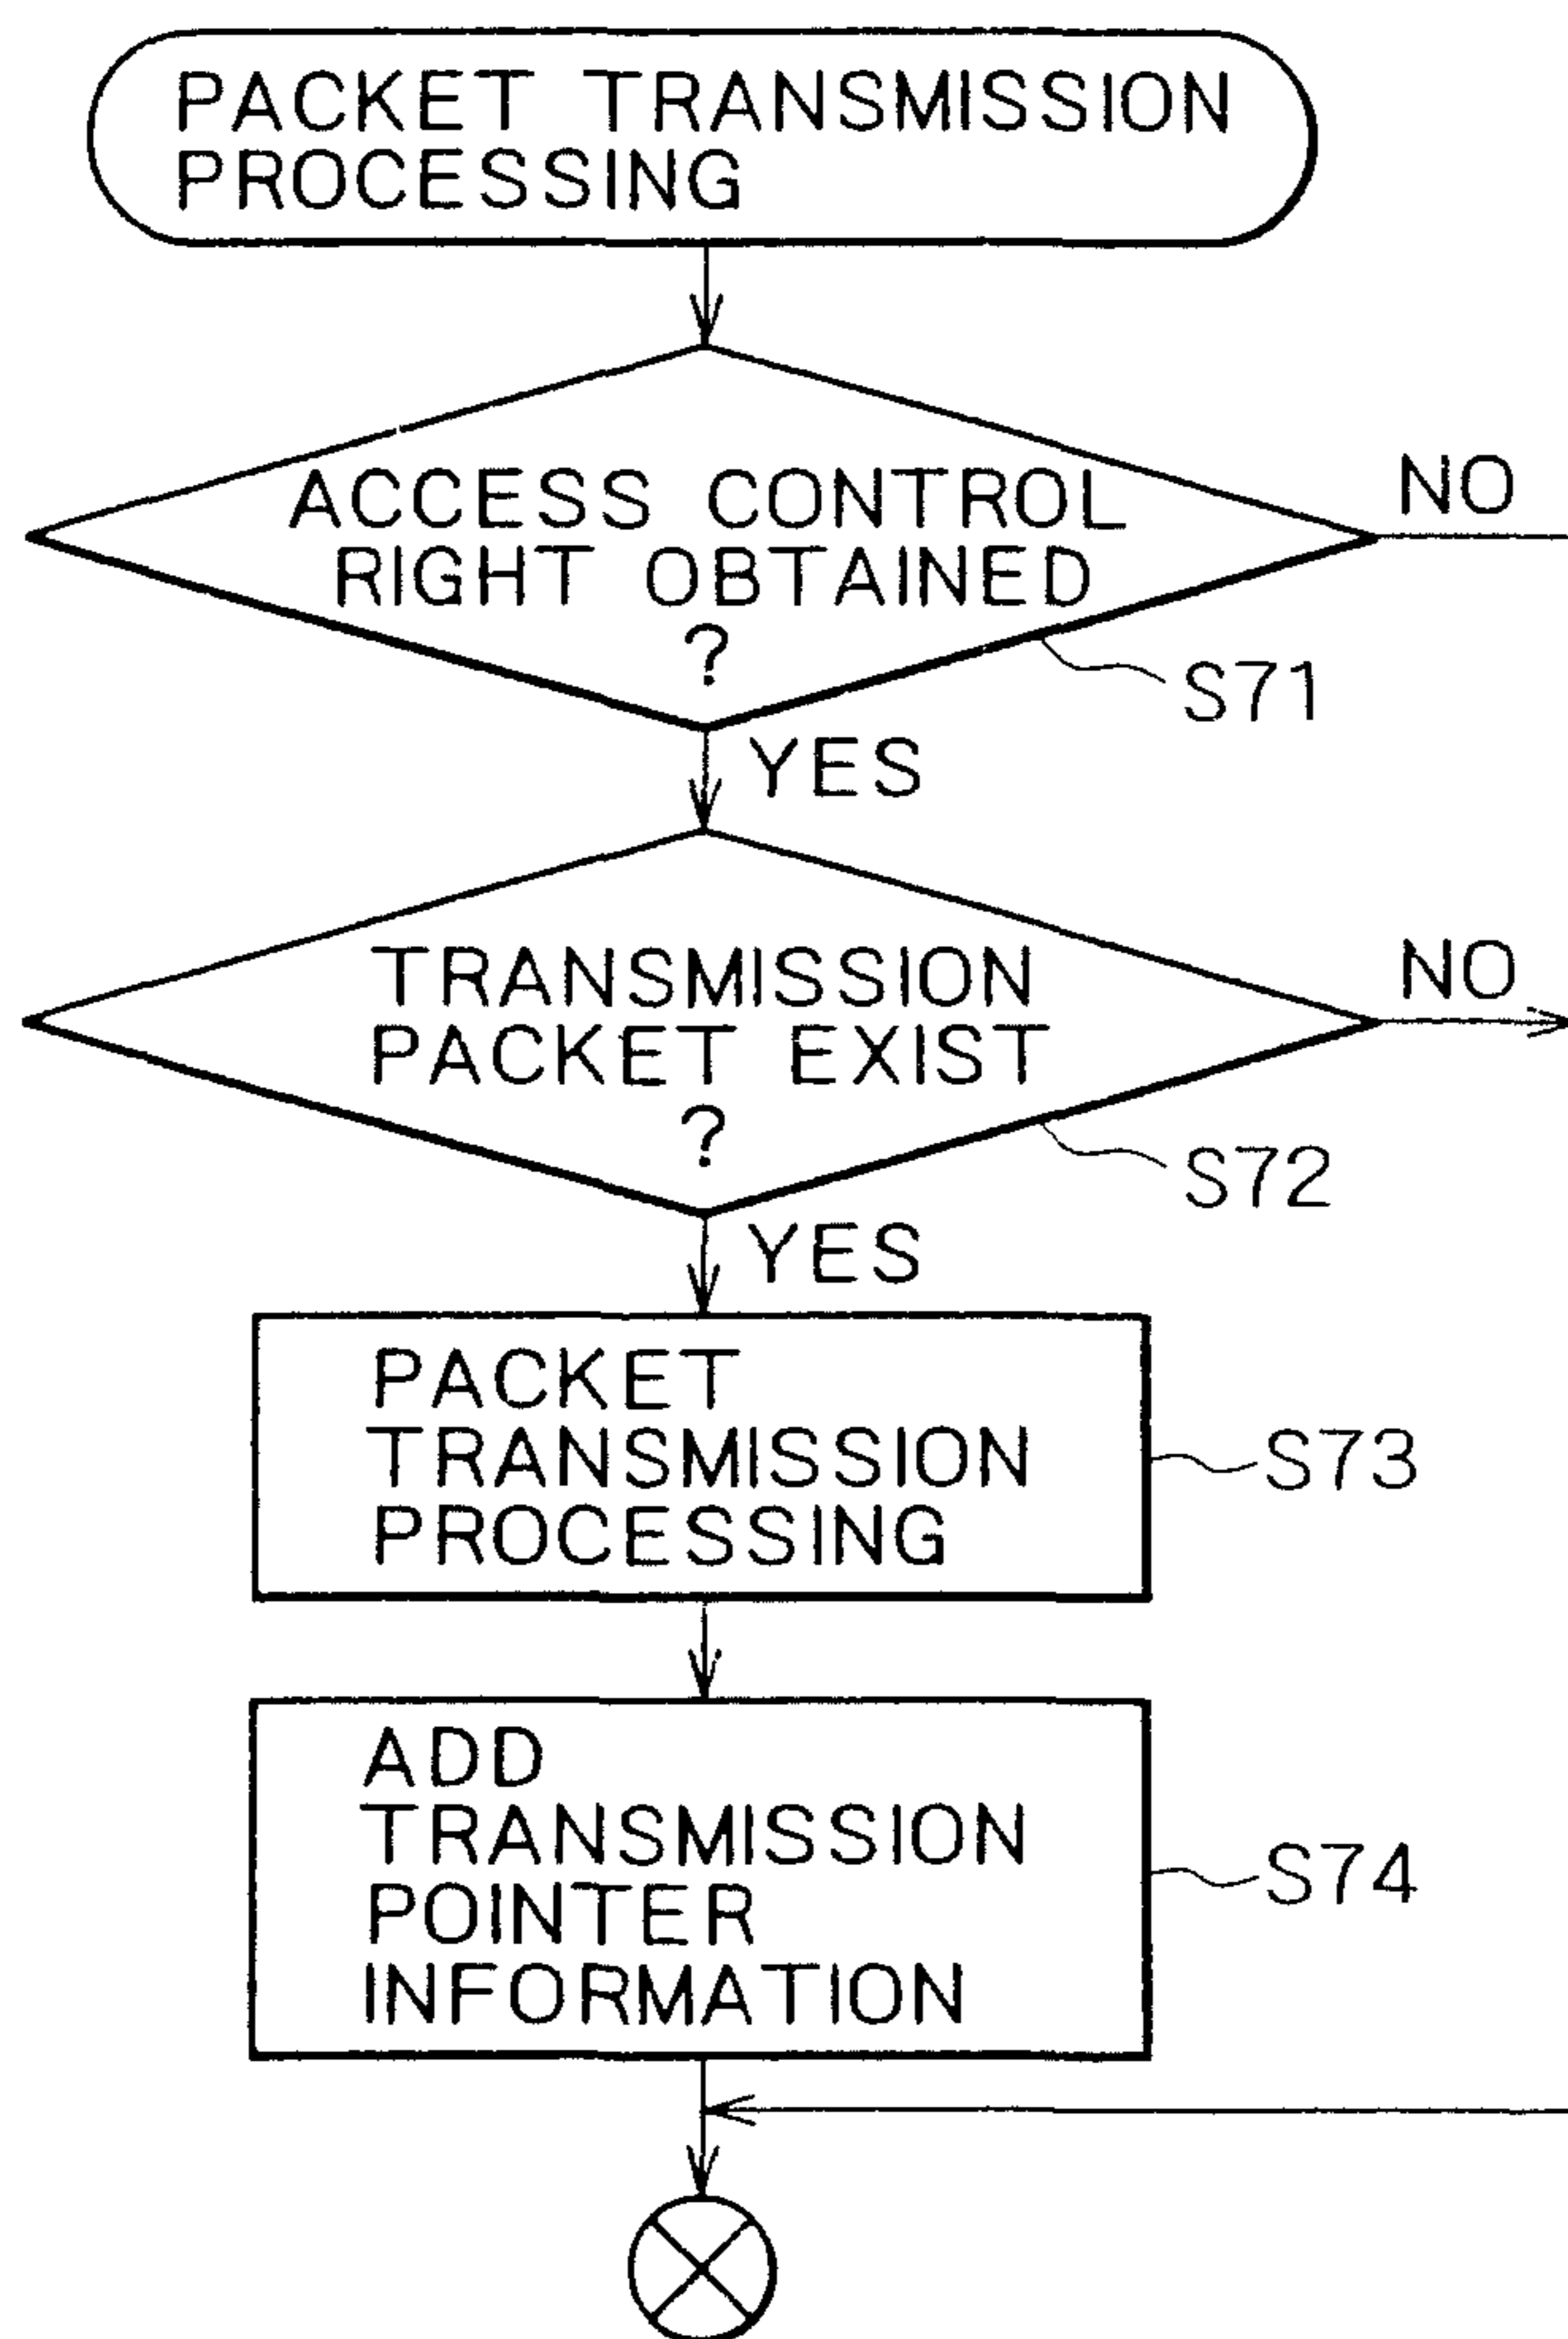 PACKET TRANSMISSION
PROCESSING
ACCESS CONTROL
RIGHT OBTAINED
?
NO
S71
YES
TRANSMISSION
PACKET EXIST
?
NO
S72
YES
PACKET
TRANSMISSION
PROCESSING
S73
ADD
TRANSMISSION
POINTER
INFORMATION
S74